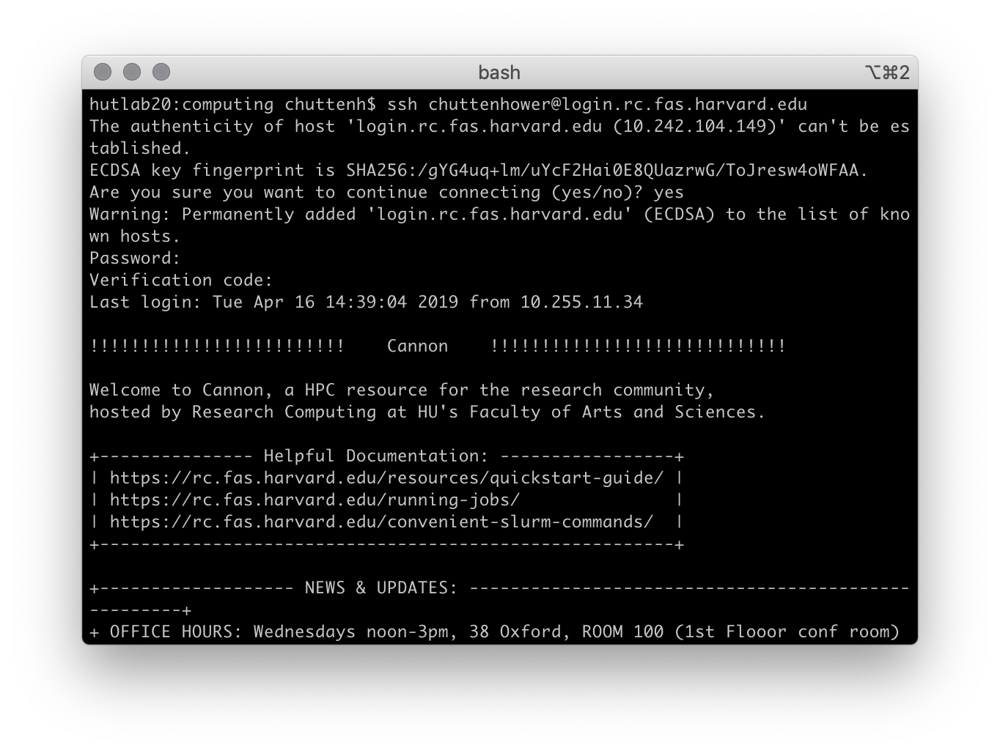 bash
⌥⌘2
hutlab20:computing chuttenh$ ssh chuttenhower@login.rc.fas.harvard.edu
The authenticity of host 'login.rc.fas.harvard.edu (10.242.104.149)' can't be es
tablished.
ECDSA key fingerprint is SHA256:/gYG4uq+lm/uYcF2Hai0E8QUazrwG/ToJresw4oWFAA.
Are you sure you want to continue connecting (yes/no)? yes
Warning: Permanently added 'login.rc.fas.harvard.edu' (ECDSA) to the list of kno
wn hosts.
Password:
Verification code:
Last login: Tue Apr 16 14:39:04 2019 from 10.255.11.34
!!!!!!!!!!!!!!!!!!!!!!!!!    Cannon    !!!!!!!!!!!!!!!!!!!!!!!!!!!!!
Welcome to Cannon, a HPC resource for the research community,
hosted by Research Computing at HU's Faculty of Arts and Sciences.
+--------------- Helpful Documentation: -----------------+
| https://rc.fas.harvard.edu/resources/quickstart-guide/ |
| https://rc.fas.harvard.edu/running-jobs/               |
| https://rc.fas.harvard.edu/convenient-slurm-commands/  |
+--------------------------------------------------------+
+------------------- NEWS & UPDATES: -------------------------------------------
---------+
+ OFFICE HOURS: Wednesdays noon-3pm, 38 Oxford, ROOM 100 (1st Flooor conf room)